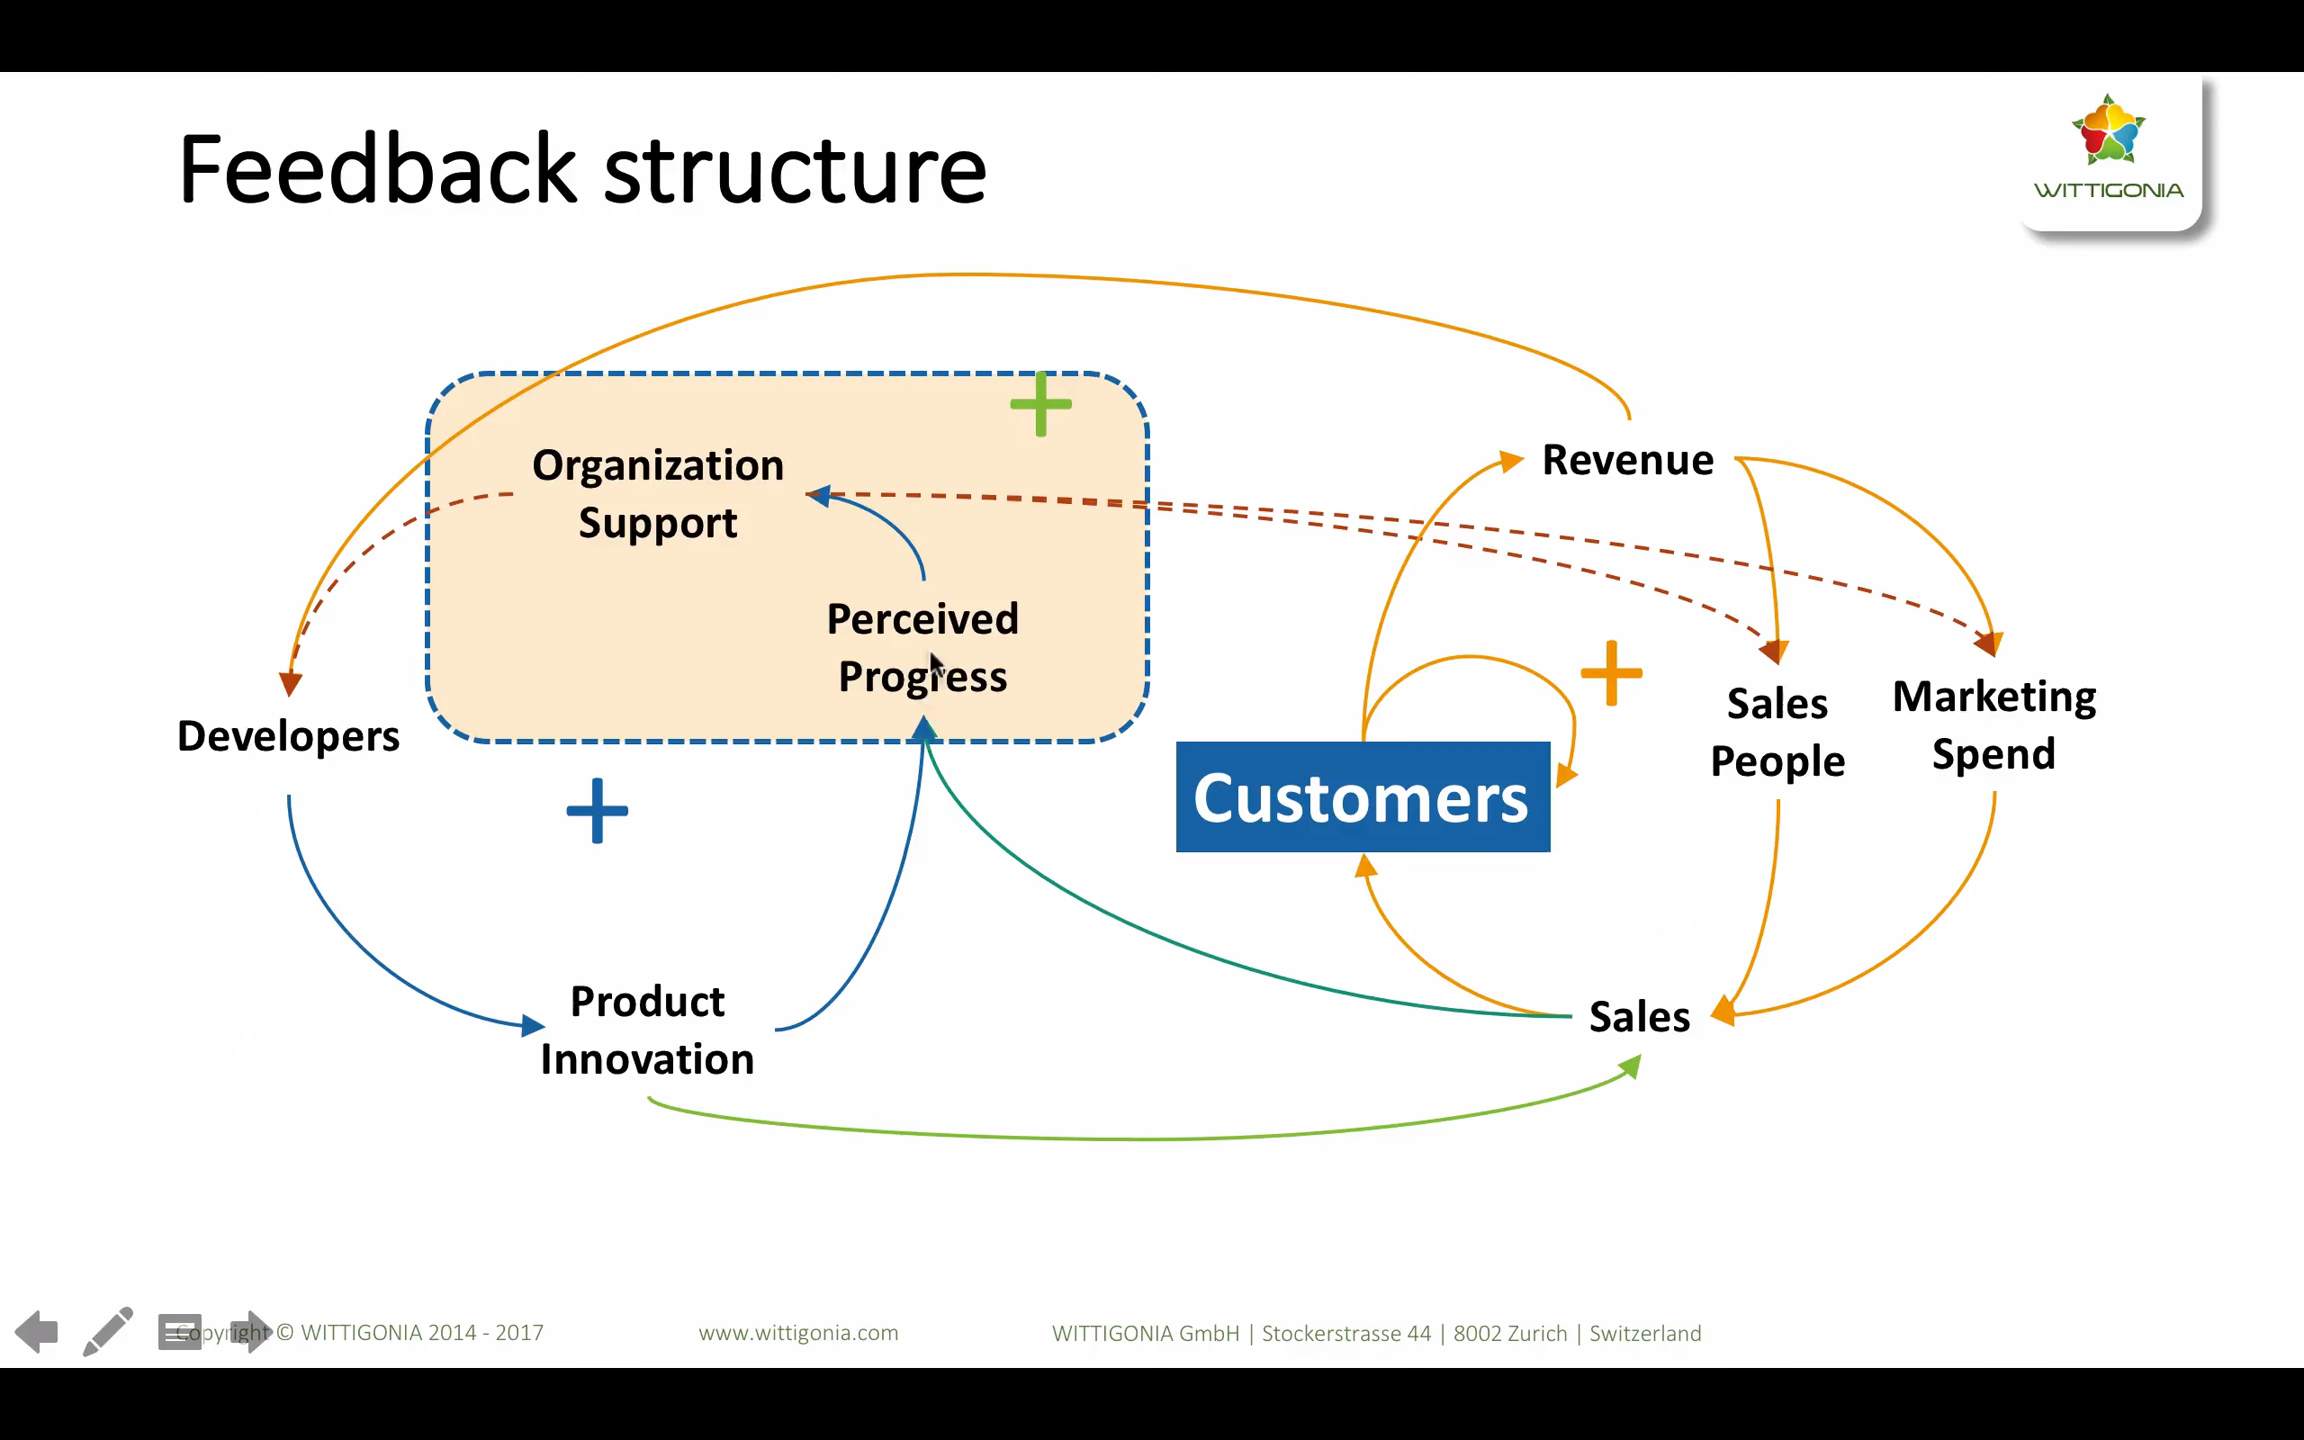 Feedback structure
WITTIGONIA
Organization
Support
Revenue
Perceived
Progress
Developers
Customers
Sales
People
Marketing
Spend
Product
Innovation
Sales
Copyright © WITTIGONIA 2014 - 2017
www.wittigonia.com
WITTIGONIA GmbH | Stockerstrasse 44 | 8002 Zurich | Switzerland